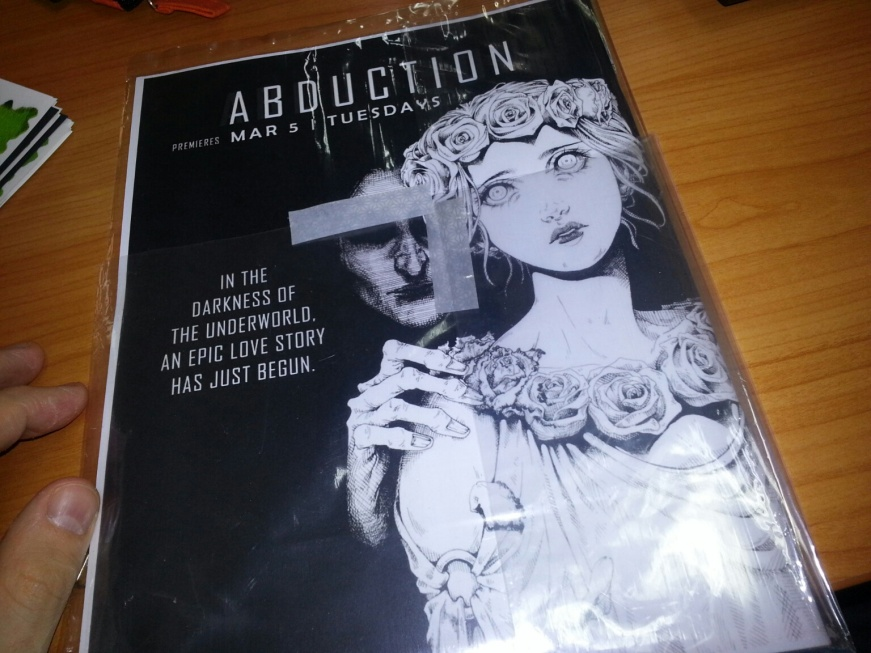 ABDUCTION
PREMIERES MAR 5 | TUESDAYS
IN THE
DARKNESS OF
THE UNDERWORLD,
AN EPIC LOVE STORY
HAS JUST BEGUN.